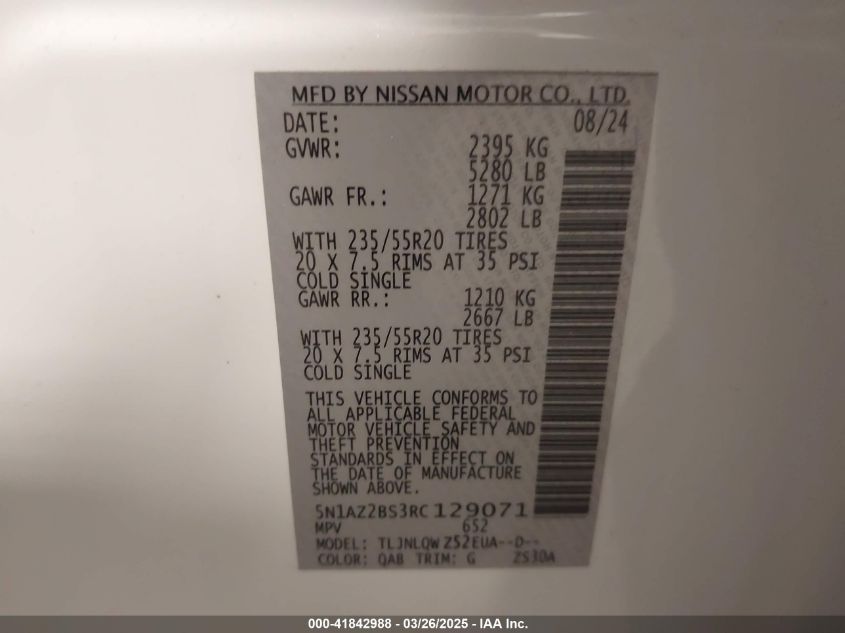 MFD BY NISSAN MOTOR CO., LTD.
DATE: 08/24
GVWR: 2395 KG
5280 LB
GAWR FR.: 1271 KG
2802 LB
WITH 235/55R20 TIRES
20 X 7.5 RIMS AT 35 PSI
COLD SINGLE
GAWR RR.: 1210 KG
2667 LB
WITH 235/55R20 TIRES
20 X 7.5 RIMS AT 35 PSI
COLD SINGLE
THIS VEHICLE CONFORMS TO
ALL APPLICABLE FEDERAL
MOTOR VEHICLE SAFETY AND
THEFT PREVENTION
STANDARDS IN EFFECT ON
THE DATE OF MANUFACTURE
SHOWN ABOVE.
5N1AZ2BS3RC129071
MPV 652
MODEL: TLJNLQW Z52EUA--D--
COLOR: QAB TRIM: G ZS30A
000-41842988 - 03/26/2025 - IAA Inc.